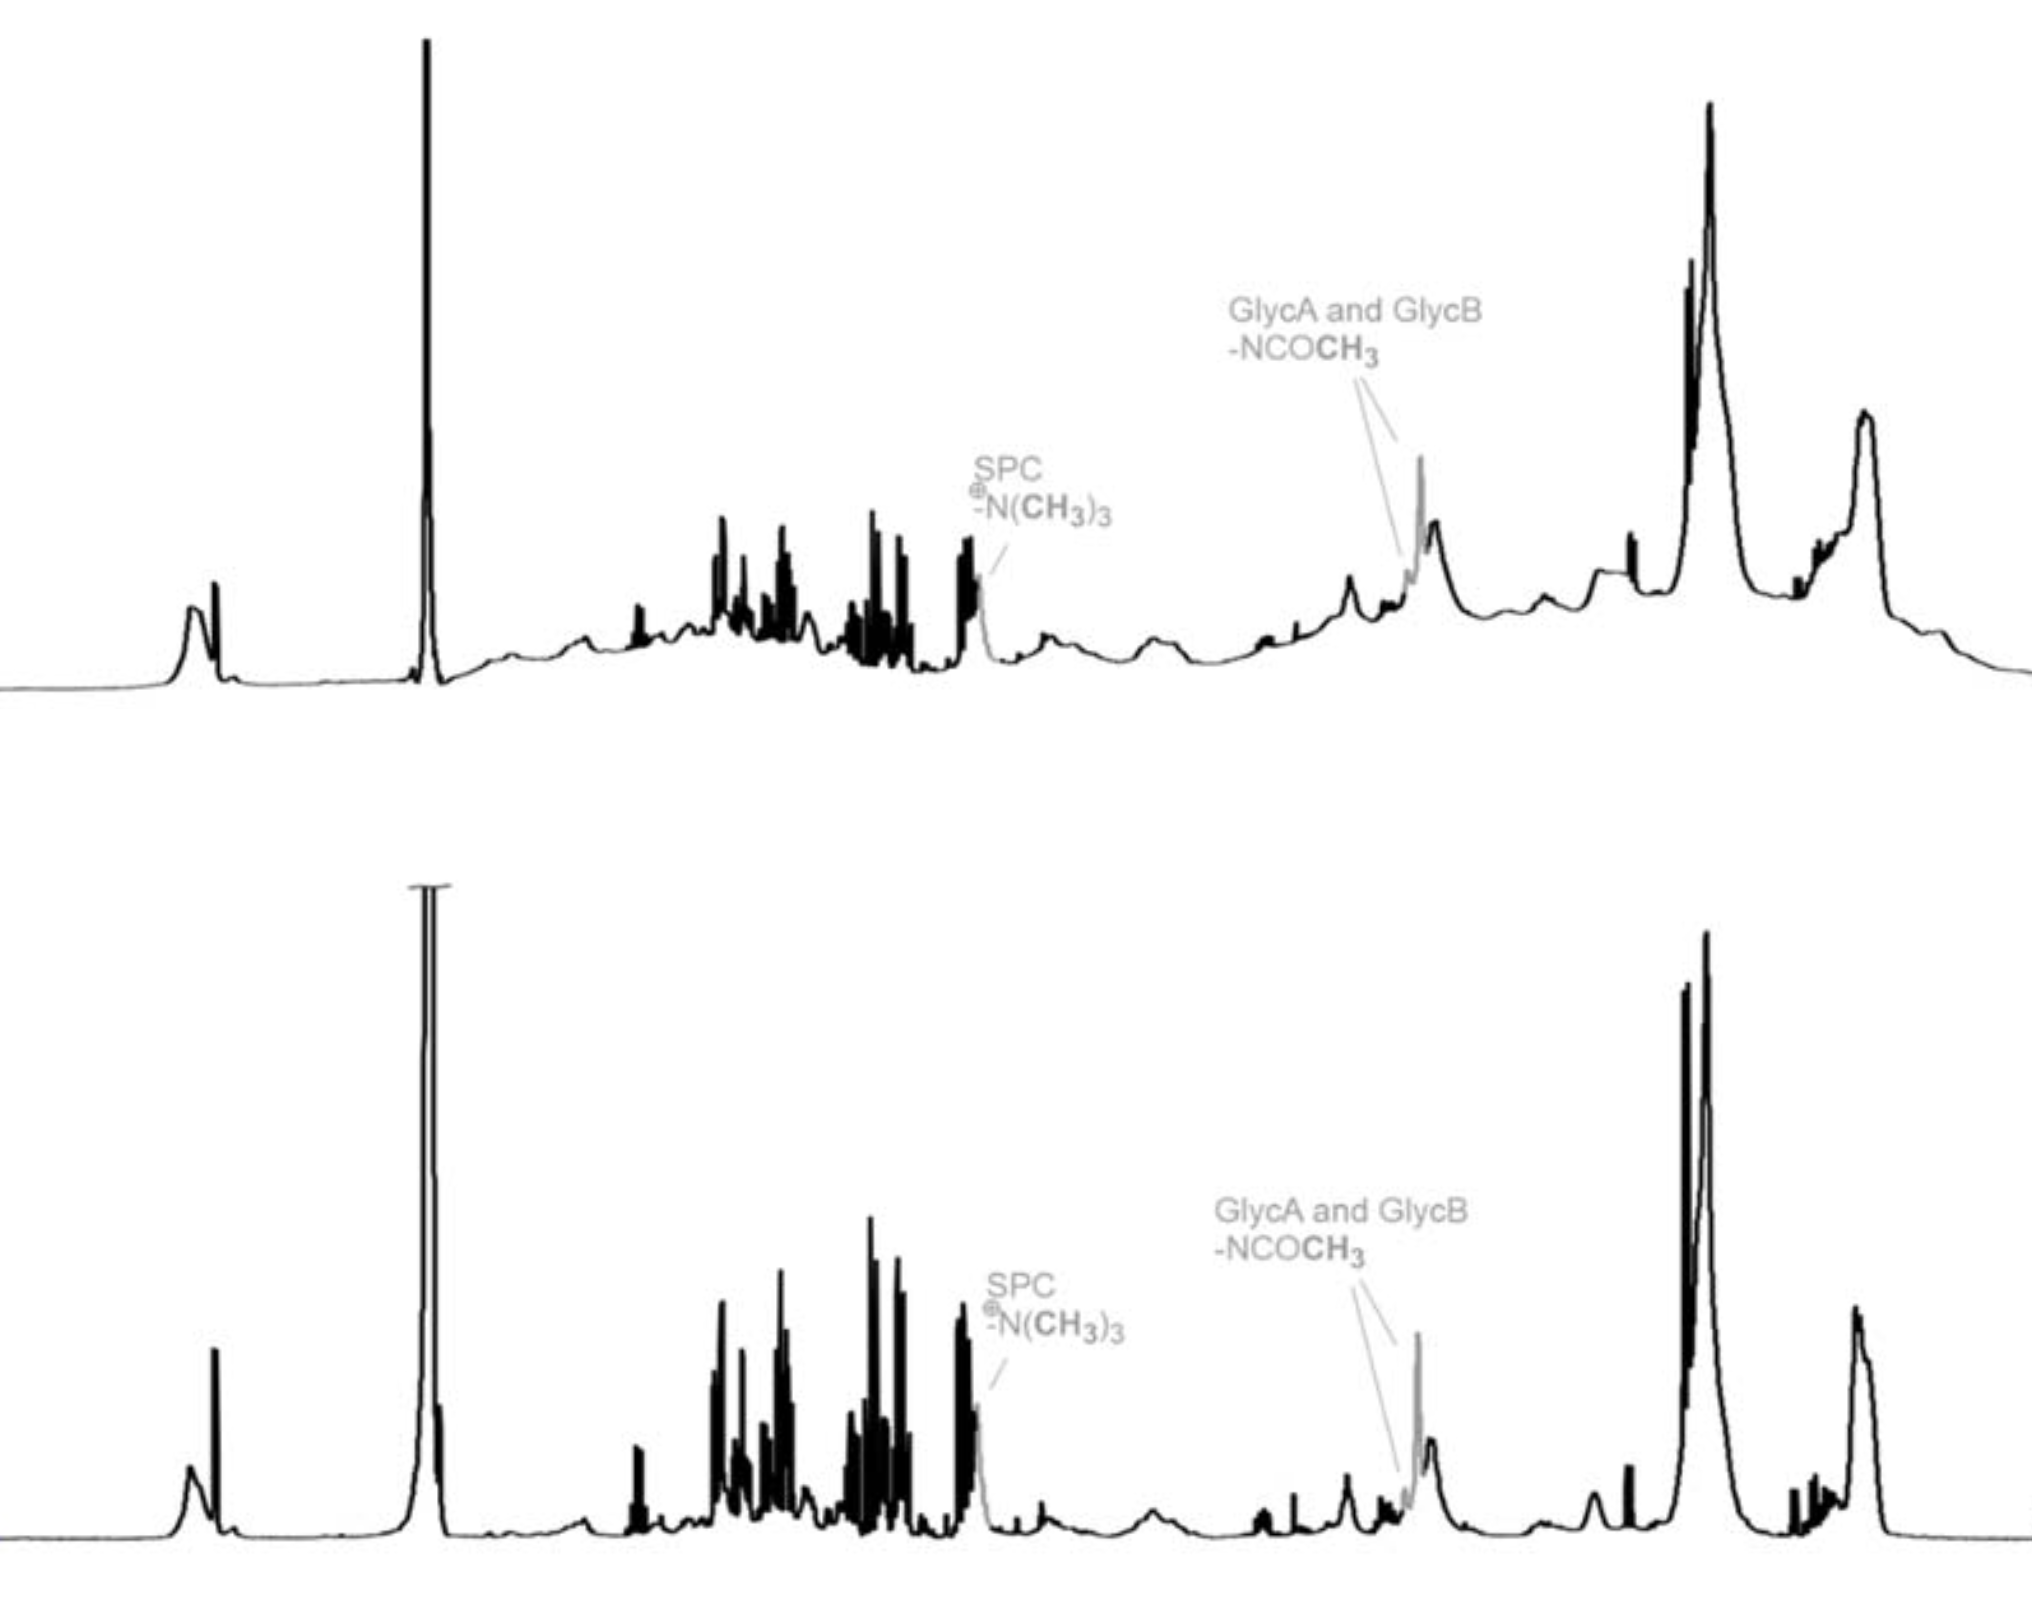 GlycA and GlycB
-NCOCH₃
SPC
⊕
-N(CH₃)₃
GlycA and GlycB
-NCOCH₃
SPC
⊕
-N(CH₃)₃